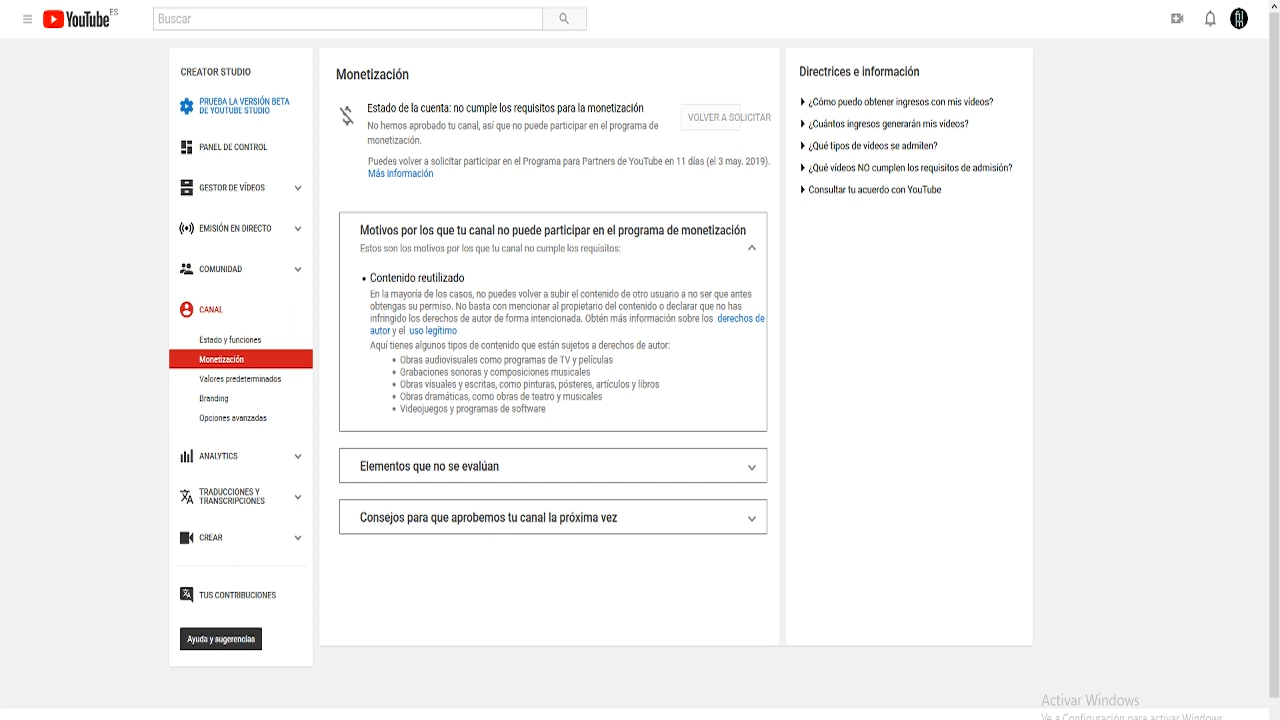 YouTube ES
Buscar
CREATOR STUDIO
PRUEBA LA VERSIÓN BETA
DE YOUTUBE STUDIO
PANEL DE CONTROL
GESTOR DE VÍDEOS
EMISIÓN EN DIRECTO
COMUNIDAD
CANAL
Estado y funciones
Monetización
Valores predeterminados
Branding
Opciones avanzadas
ANALYTICS
TRADUCCIONES Y
TRANSCRIPCIONES
CREAR
TUS CONTRIBUCIONES
Ayuda y sugerencias
Monetización
Estado de la cuenta: no cumple los requisitos para la monetización
No hemos aprobado tu canal, así que no puede participar en el programa de
monetización.
VOLVER A SOLICITAR
Puedes volver a solicitar participar en el Programa para Partners de YouTube en 11 días (el 3 may. 2019).
Más información
Motivos por los que tu canal no puede participar en el programa de monetización
Estos son los motivos por los que tu canal no cumple los requisitos:
• Contenido reutilizado
En la mayoría de los casos, no puedes volver a subir el contenido de otro usuario a no ser que antes
obtengas su permiso. No basta con mencionar al propietario del contenido o declarar que no has
infringido los derechos de autor de forma intencionada. Obtén más información sobre los derechos de
autor y el uso legítimo
Aquí tienes algunos tipos de contenido que están sujetos a derechos de autor:
• Obras audiovisuales como programas de TV y películas
• Grabaciones sonoras y composiciones musicales
• Obras visuales y escritas, como pinturas, pósteres, artículos y libros
• Obras dramáticas, como obras de teatro y musicales
• Videojuegos y programas de software
Elementos que no se evalúan
Consejos para que aprobemos tu canal la próxima vez
Directrices e información
¿Cómo puedo obtener ingresos con mis vídeos?
¿Cuántos ingresos generarán mis vídeos?
¿Qué tipos de vídeos se admiten?
¿Qué vídeos NO cumplen los requisitos de admisión?
Consultar tu acuerdo con YouTube
Activar Windows
Ve a Configuración para activar Windows